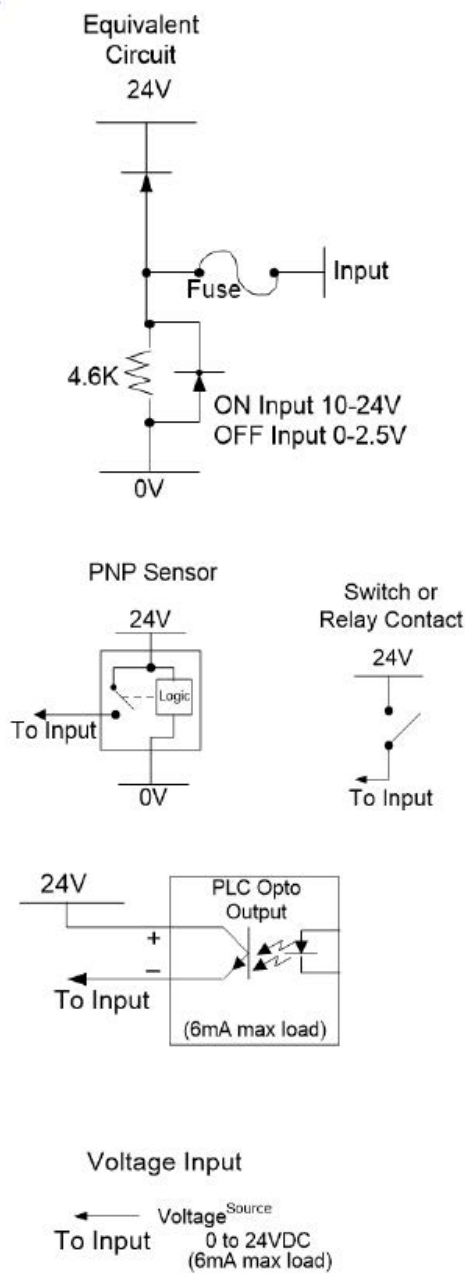 Equivalent
Circuit
24V
Input
Fuse
4.6K
ON Input 10-24V
OFF Input 0-2.5V
0V
PNP Sensor
24V
Logic
To Input
0V
Switch or
Relay Contact
24V
To Input
24V
PLC Opto
Output
+
−
To Input
(6mA max load)
Voltage Input
Voltage Source
To Input
0 to 24VDC
(6mA max load)